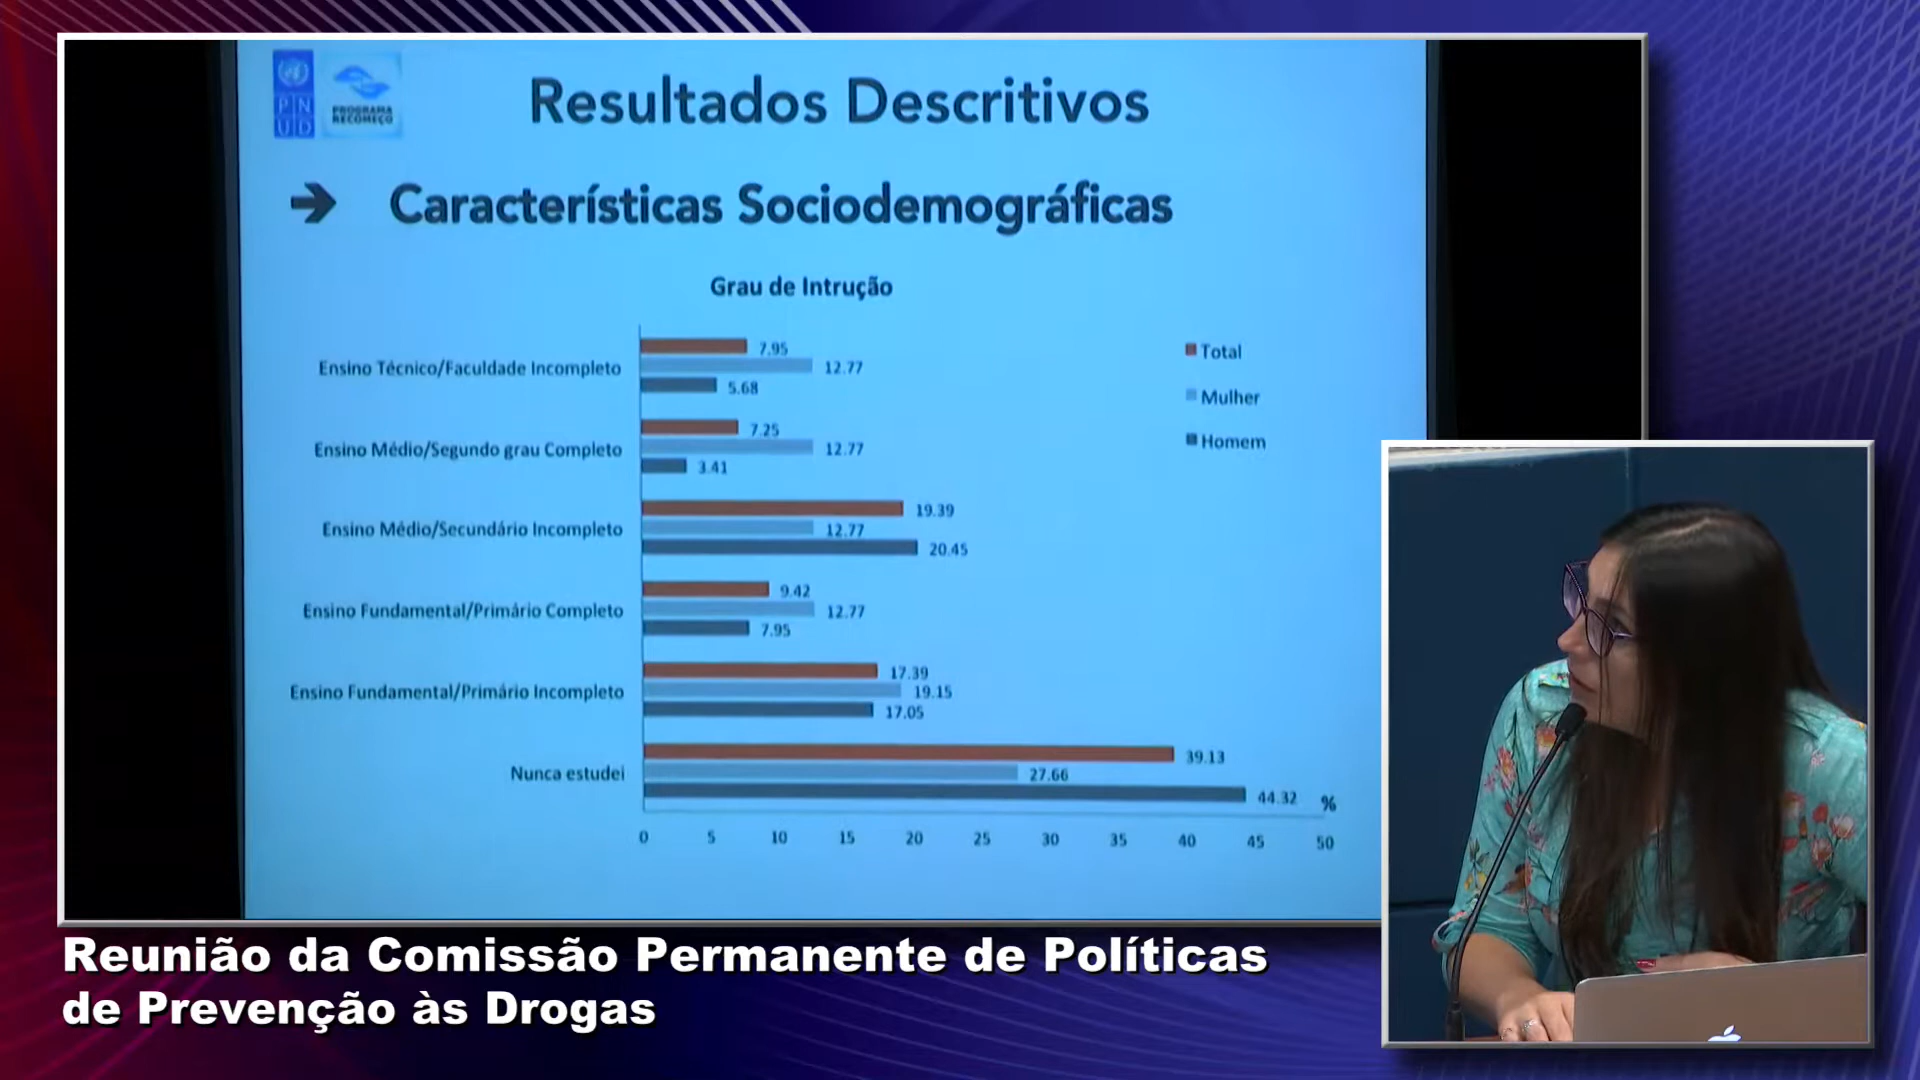 PN
UD
PROGRAMA
RECOMEÇO
Resultados Descritivos
➔ Características Sociodemográficas
Grau de Intrução
Ensino Técnico/Faculdade Incompleto
7.95
12.77
5.68
Ensino Médio/Segundo grau Completo
7.25
12.77
3.41
Ensino Médio/Secundário Incompleto
19.39
12.77
20.45
Ensino Fundamental/Primário Completo
9.42
12.77
7.95
Ensino Fundamental/Primário Incompleto
17.39
19.15
17.05
Nunca estudei
39.13
27.66
44.32 %
0 5 10 15 20 25 30 35 40 45 50
Total
Mulher
Homem
Reunião da Comissão Permanente de Políticas
de Prevenção às Drogas